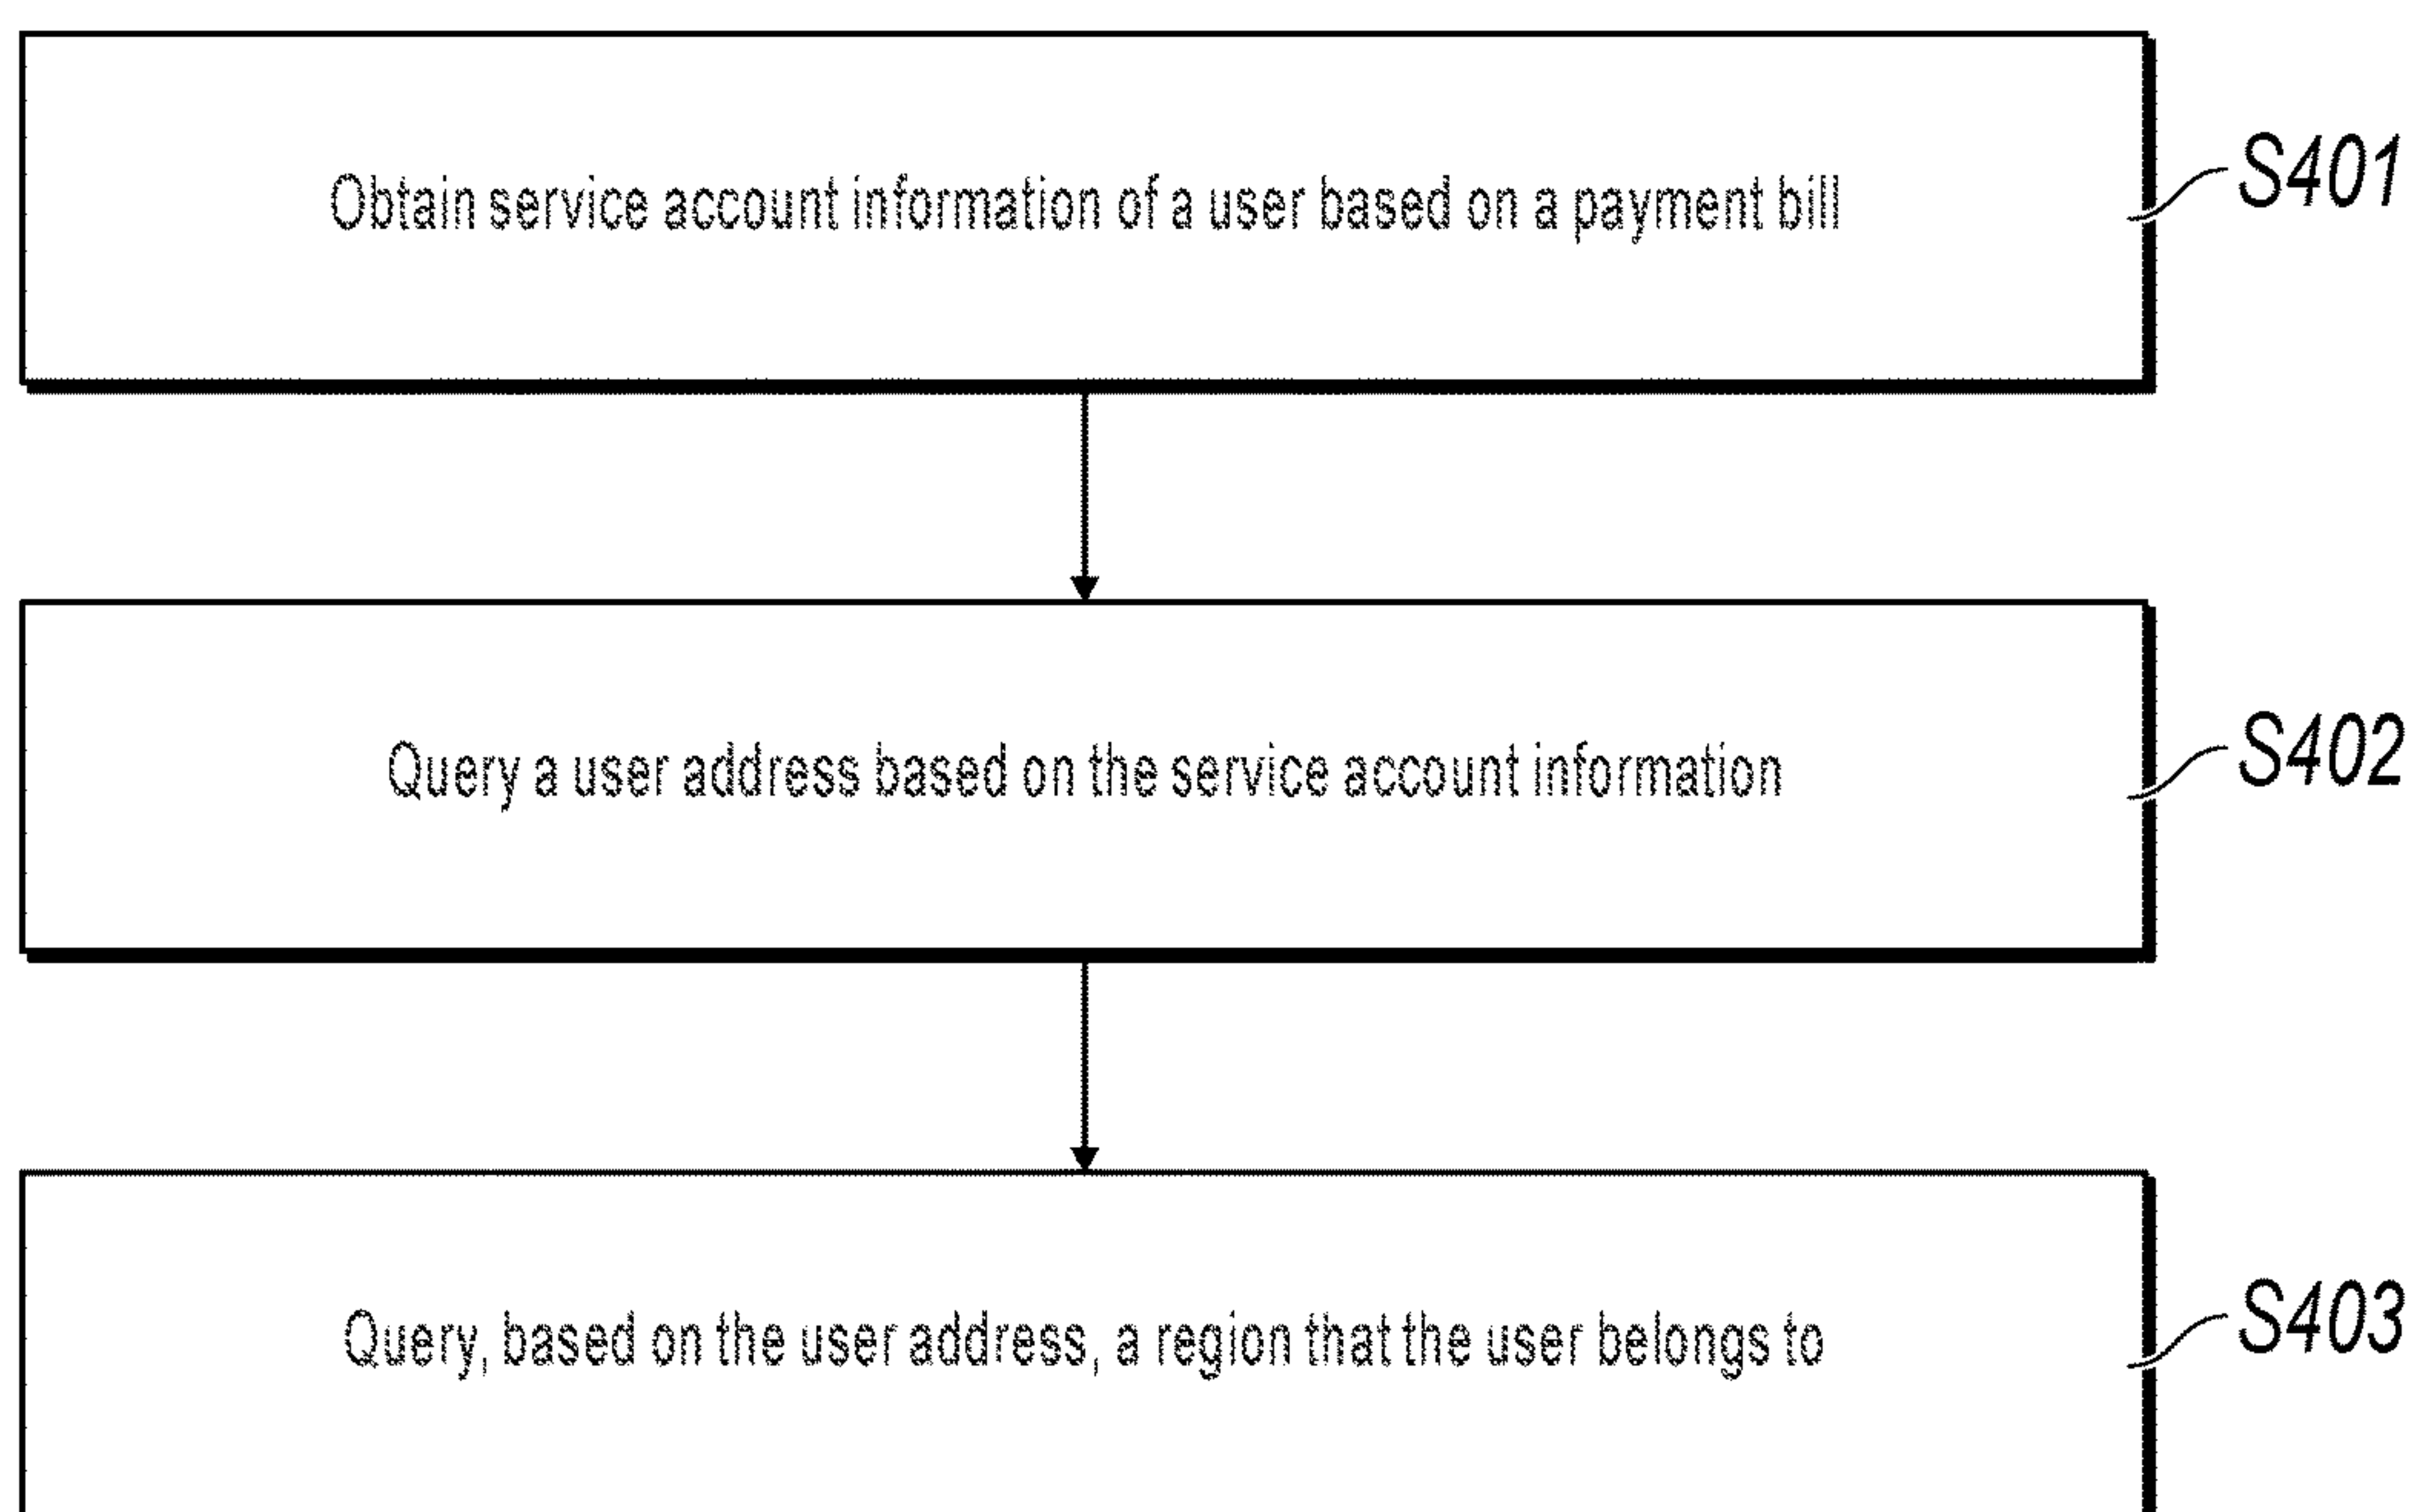 Obtain service account information of a user based on a payment bill
S401
Query a user address based on the service account information
S402
Query, based on the user address, a region that the user belongs to
S403